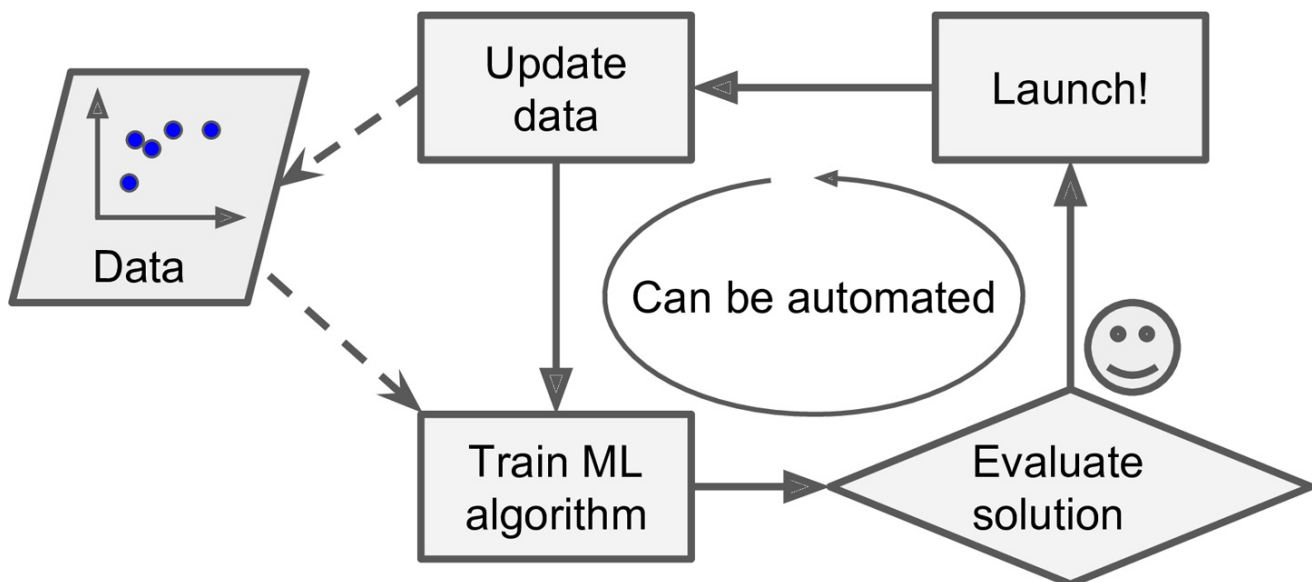 Update
data
Launch!
Data
Can be automated
Train ML
algorithm
Evaluate
solution